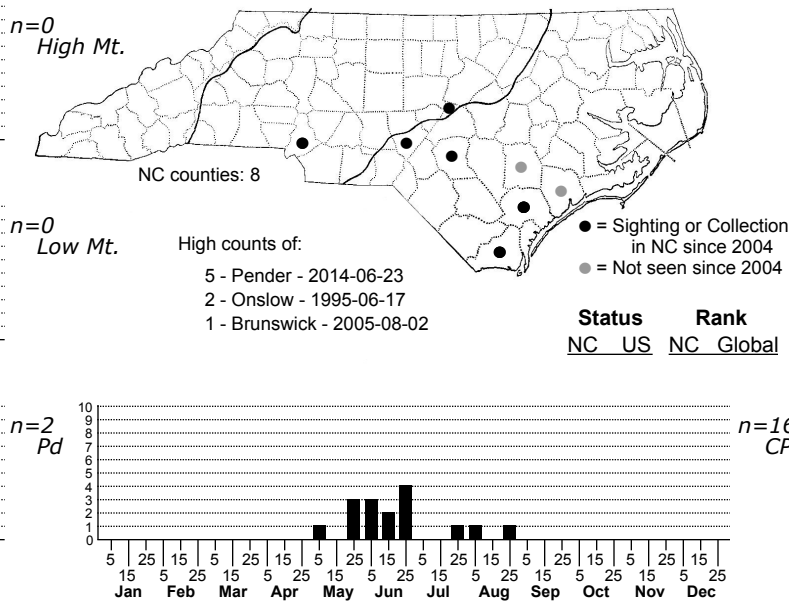 n=0
High Mt.
NC counties: 8
n=0
Low Mt.
High counts of:
5 - Pender - 2014-06-23
2 - Onslow - 1995-06-17
1 - Brunswick - 2005-08-02
● = Sighting or Collection
in NC since 2004
● = Not seen since 2004
Status Rank
NC US NC Global
n=2
Pd
10
9
8
7
6
5
4
3
2
1
0
n=16
CP
5 25 15 5 25 15 5 25 15 5 25 15 5 25 15 5 25 15
15 5 25 15 5 25 15 5 25 15 5 25 15 5 25 15 5 25
Jan Feb Mar Apr May Jun Jul Aug Sep Oct Nov Dec